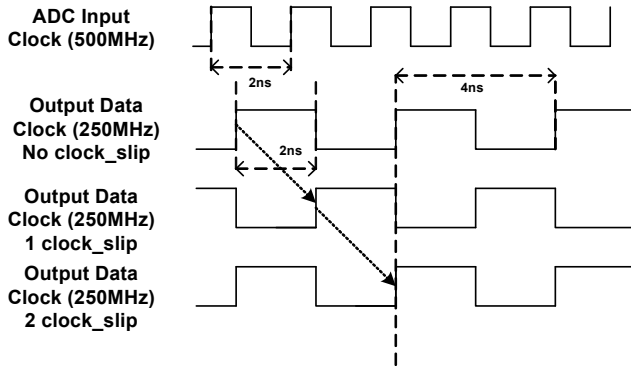 ADC Input
Clock (500MHz)
2ns
4ns
Output Data
Clock (250MHz)
No clock_slip
2ns
Output Data
Clock (250MHz)
1 clock_slip
Output Data
Clock (250MHz)
2 clock_slip